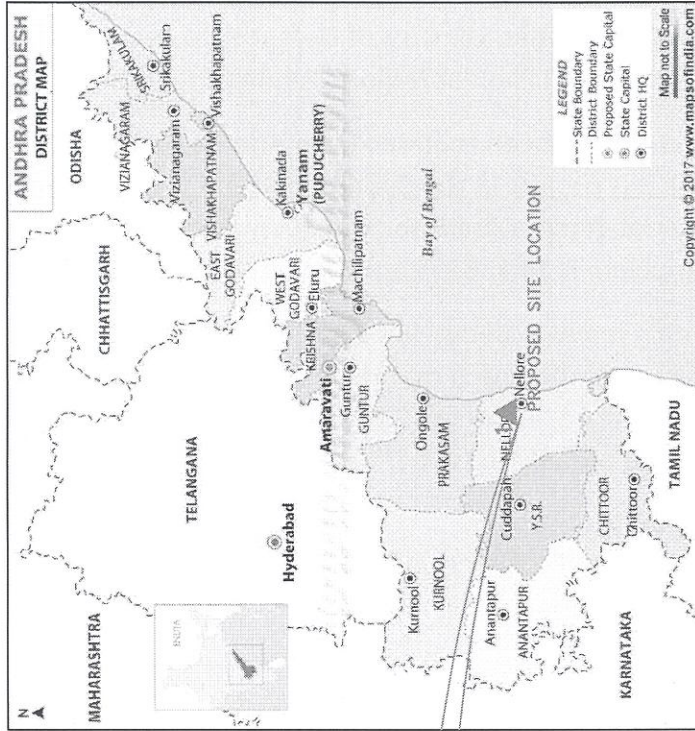 ANDHRA PRADESH
DISTRICT MAP
N
MAHARASHTRA
CHHATTISGARH
ODISHA
TELANGANA
Hyderabad
INDIA
SRIKAKULAM
Srikakulam
VIZIANAGARAM
Vizianagaram
VISHAKHAPATNAM
Vishakhapatnam
EAST
GODAVARI
Kakinada
Yanam
(PUDUCHERRY)
WEST
GODAVARI
Eluru
KRISHNA
Machilipatnam
Amaravati
Guntur
GUNTUR
Ongole
PRAKASAM
Kurnool
KURNOOL
Anantapur
ANANTAPUR
Cuddapah
Y.S.R.
NELLOR
Nellore
PROPOSED SITE LOCATION
CHITTOOR
Chittoor
KARNATAKA
TAMIL NADU
Bay of Bengal
LEGEND
State Boundary
District Boundary
Proposed State Capital
State Capital
District HQ
Map not to Scale
Copyright © 2017 www.mapsofindia.com